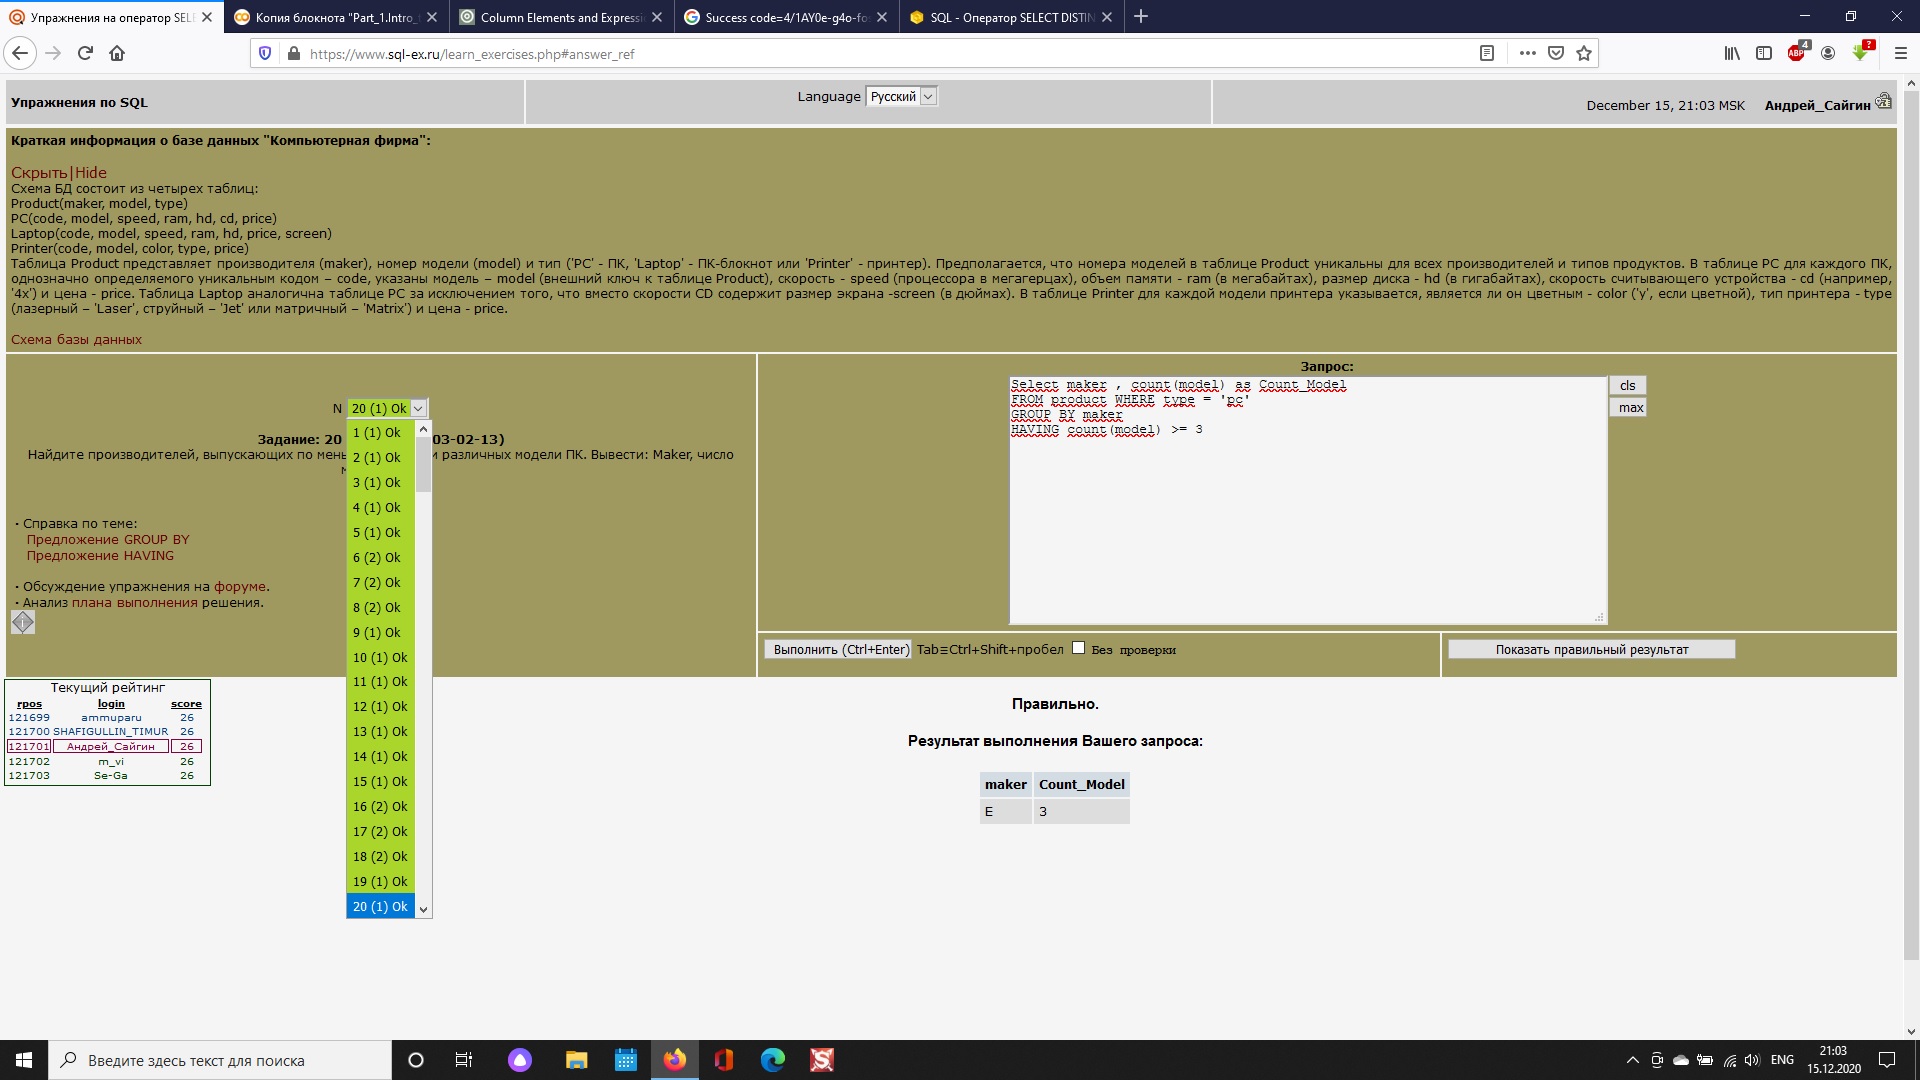 Упражнения на оператор SEL
Копия блокнота "Part_1.Intro_
Column Elements and Expressi
Success code=4/1AY0e-g4o-fo
SQL - Оператор SELECT DISTIN
https://www.sql-ex.ru/learn_exercises.php#answer_ref
ABP
4
?
Упражнения по SQL
Language Русский
December 15, 21:03 MSK Андрей_Сайгин
Краткая информация о базе данных "Компьютерная фирма":
Скрыть|Hide
Схема БД состоит из четырех таблиц:
Product(maker, model, type)
PC(code, model, speed, ram, hd, cd, price)
Laptop(code, model, speed, ram, hd, price, screen)
Printer(code, model, color, type, price)
Таблица Product представляет производителя (maker), номер модели (model) и тип ('PC' - ПК, 'Laptop' - ПК-блокнот или 'Printer' - принтер). Предполагается, что номера моделей в таблице Product уникальны для всех производителей и типов продуктов. В таблице PC для каждого ПК,
однозначно определяемого уникальным кодом – code, указаны модель – model (внешний ключ к таблице Product), скорость - speed (процессора в мегагерцах), объем памяти - ram (в мегабайтах), размер диска - hd (в гигабайтах), скорость считывающего устройства - cd (например,
'4x') и цена - price. Таблица Laptop аналогична таблице РС за исключением того, что вместо скорости CD содержит размер экрана -screen (в дюймах). В таблице Printer для каждой модели принтера указывается, является ли он цветным - color ('y', если цветной), тип принтера - type
(лазерный – 'Laser', струйный – 'Jet' или матричный – 'Matrix') и цена - price.
Схема базы данных
N 20 (1) Ok
1 (1) Ok
2 (1) Ok
3 (1) Ok
4 (1) Ok
5 (1) Ok
6 (2) Ok
7 (2) Ok
8 (2) Ok
9 (1) Ok
10 (1) Ok
11 (1) Ok
12 (1) Ok
13 (1) Ok
14 (1) Ok
15 (1) Ok
16 (2) Ok
17 (2) Ok
18 (2) Ok
19 (1) Ok
20 (1) Ok
Задание: 20 03-02-13)
Найдите производителей, выпускающих по мень и различных модели ПК. Вывести: Maker, число
· Справка по теме:
Предложение GROUP BY
Предложение HAVING
· Обсуждение упражнения на форуме.
· Анализ плана выполнения решения.
Запрос:
Select maker , count(model) as Count_Model
FROM product WHERE type = 'pc'
GROUP BY maker
HAVING count(model) >= 3
cls
max
Выполнить (Ctrl+Enter) Tab≡Ctrl+Shift+пробел Без проверки
Показать правильный результат
Текущий рейтинг
rpos login score
121699 ammuparu 26
121700 SHAFIGULLIN_TIMUR 26
121701 Андрей_Сайгин 26
121702 m_vi 26
121703 Se-Ga 26
Правильно.
Результат выполнения Вашего запроса:
maker Count_Model
E 3
Введите здесь текст для поиска
ENG
21:03
15.12.2020